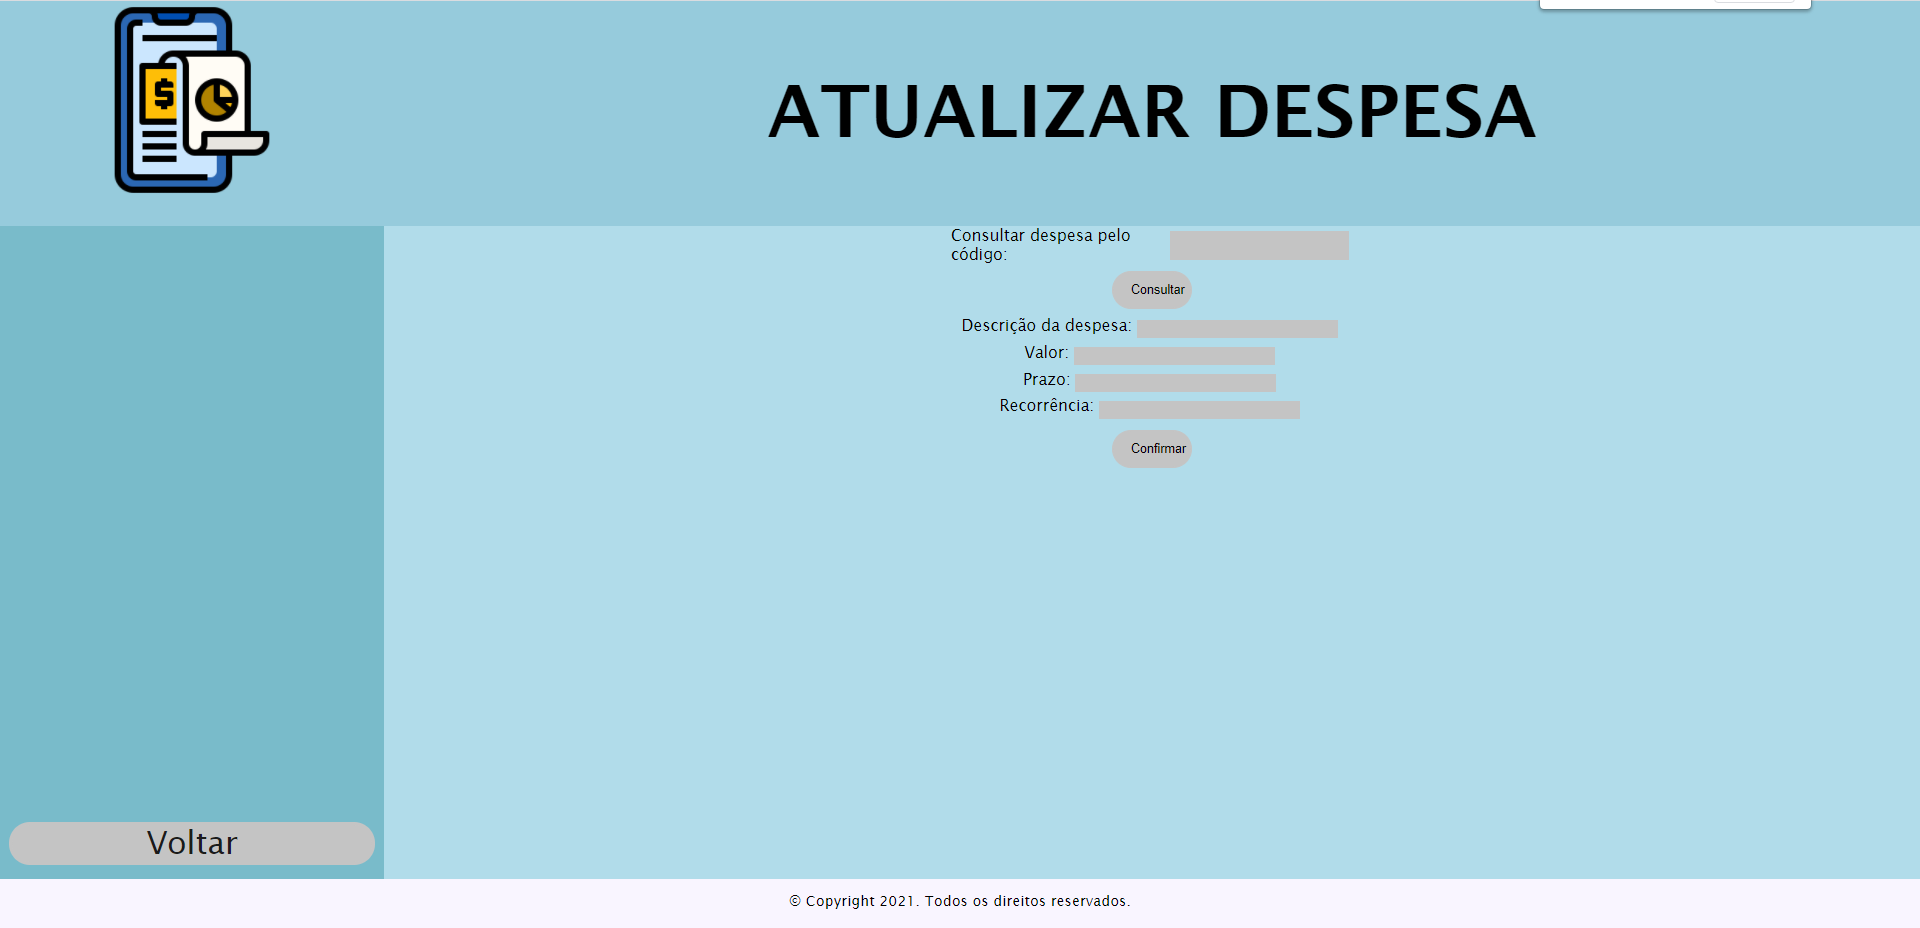 $
ATUALIZAR DESPESA
Consultar despesa pelo
código:
Consultar
Descrição da despesa:
Valor:
Prazo:
Recorrência:
Confirmar
Voltar
© Copyright 2021. Todos os direitos reservados.